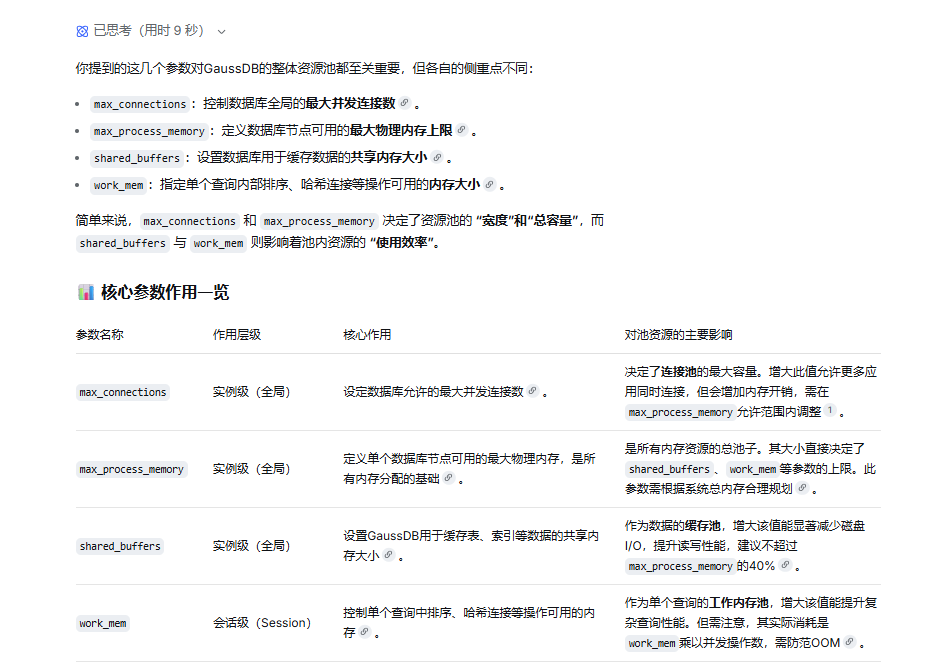 已思考（用时 9 秒）
你提到的这几个参数对GaussDB的整体资源池都至关重要，但各自的侧重点不同：
• max_connections：控制数据库全局的最大并发连接数。
• max_process_memory：定义数据库节点可用的最大物理内存上限。
• shared_buffers：设置数据库用于缓存数据的共享内存大小。
• work_mem：指定单个查询内部排序、哈希连接等操作可用的内存大小。
简单来说，max_connections 和 max_process_memory 决定了资源池的 “宽度”和“总容量”，而
shared_buffers 与 work_mem 则影响着池内资源的 “使用效率”。
📊 核心参数作用一览
参数名称 作用层级 核心作用 对池资源的主要影响
max_connections 实例级（全局） 设定数据库允许的最大并发连接数。
决定了连接池的最大容量。增大此值允许更多应
用同时连接，但会增加内存开销，需在
max_process_memory 允许范围内调整 1 。
max_process_memory 实例级（全局）
定义单个数据库节点可用的最大物理内存，是所
有内存分配的基础。
是所有内存资源的总池子。其大小直接决定了
shared_buffers 、 work_mem 等参数的上限。此
参数需根据系统总内存合理规划。
shared_buffers 实例级（全局）
设置GaussDB用于缓存表、索引等数据的共享内
存大小。
作为数据的缓存池，增大该值能显著减少磁盘
I/O，提升读写性能，建议不超过
max_process_memory 的40%。
work_mem 会话级（Session）
控制单个查询中排序、哈希连接等操作可用的内
存。
作为单个查询的工作内存池，增大该值能提升复
杂查询性能。但需注意，其实际消耗是
work_mem 乘以并发操作数，需防范OOM。